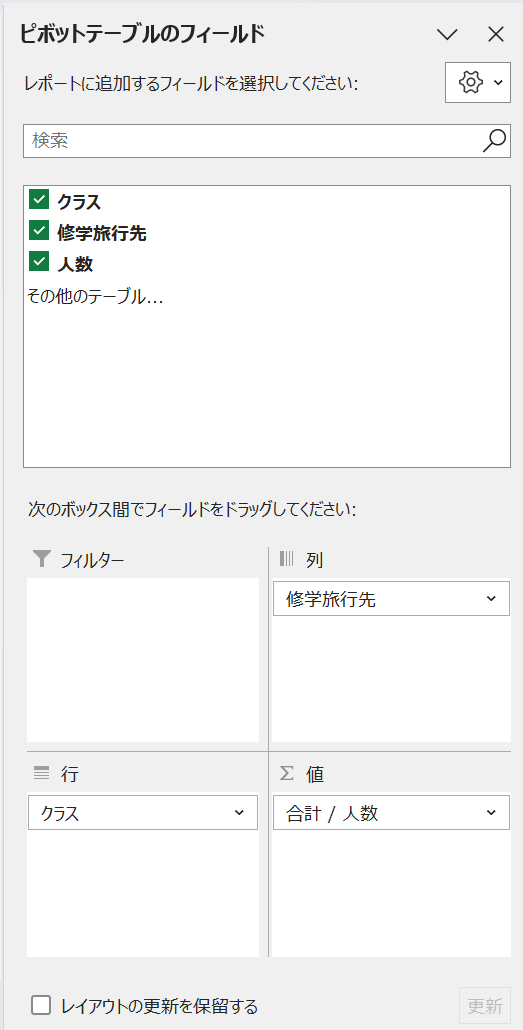 ピボットテーブルのフィールド
レポートに追加するフィールドを選択してください:
検索
クラス
修学旅行先
人数
その他のテーブル...
次のボックス間でフィールドをドラッグしてください:
フィルター
列
修学旅行先
行
Σ 値
クラス
合計 / 人数
レイアウトの更新を保留する
更新